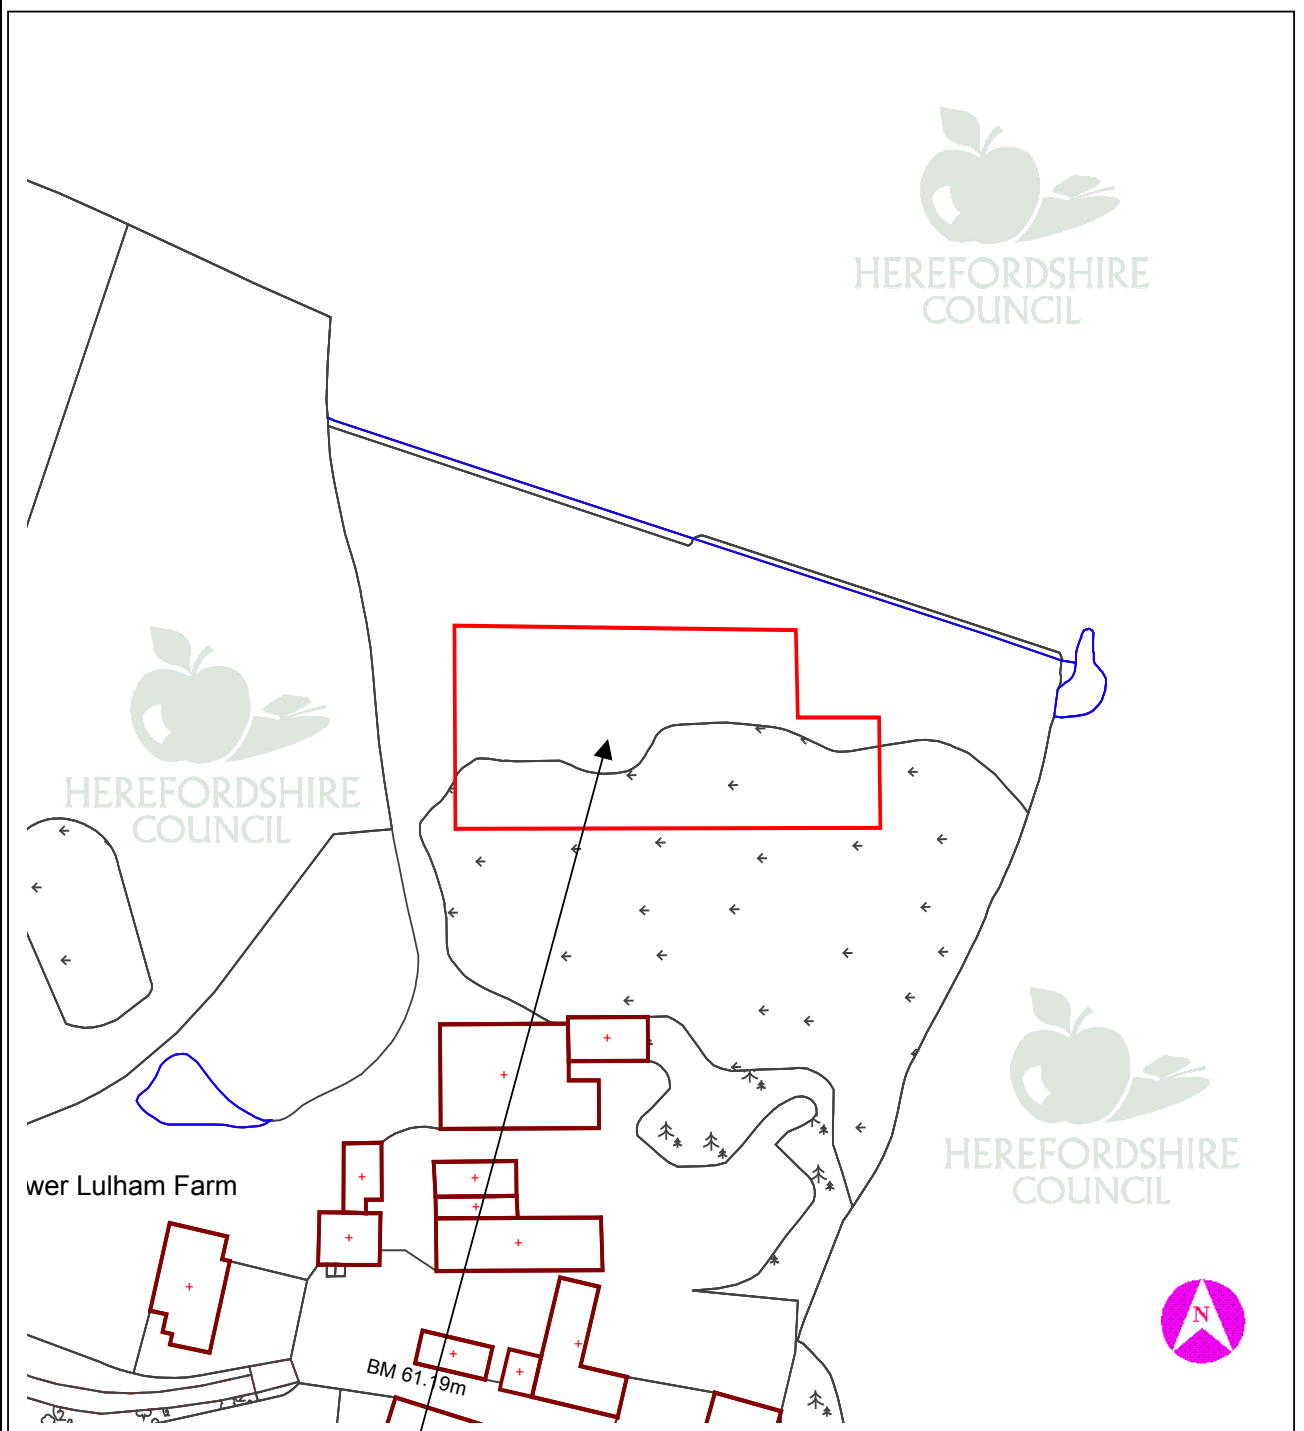 HEREFORDSHIRE
COUNCIL
HEREFORDSHIRE
COUNCIL
HEREFORDSHIRE
COUNCIL
wer Lulham Farm
N
BM 61.19m